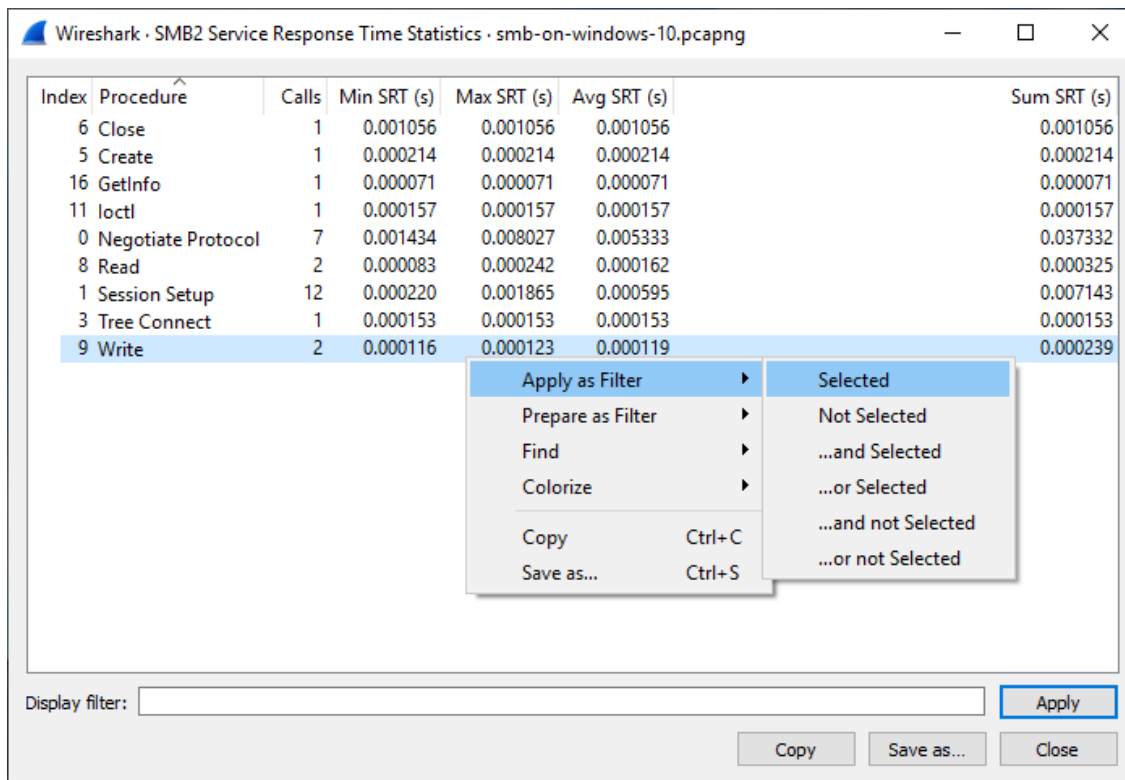 Wireshark · SMB2 Service Response Time Statistics · smb-on-windows-10.pcapng
Index Procedure Calls Min SRT (s) Max SRT (s) Avg SRT (s) Sum SRT (s)
6 Close 1 0.001056 0.001056 0.001056 0.001056
5 Create 1 0.000214 0.000214 0.000214 0.000214
16 GetInfo 1 0.000071 0.000071 0.000071 0.000071
11 Ioctl 1 0.000157 0.000157 0.000157 0.000157
0 Negotiate Protocol 7 0.001434 0.008027 0.005333 0.037332
8 Read 2 0.000083 0.000242 0.000162 0.000325
1 Session Setup 12 0.000220 0.001865 0.000595 0.007143
3 Tree Connect 1 0.000153 0.000153 0.000153 0.000153
9 Write 2 0.000116 0.000123 0.000119 0.000239
Apply as Filter
Prepare as Filter
Find
Colorize
Copy Ctrl+C
Save as... Ctrl+S
Selected
Not Selected
...and Selected
...or Selected
...and not Selected
...or not Selected
Display filter: Apply
Copy Save as... Close